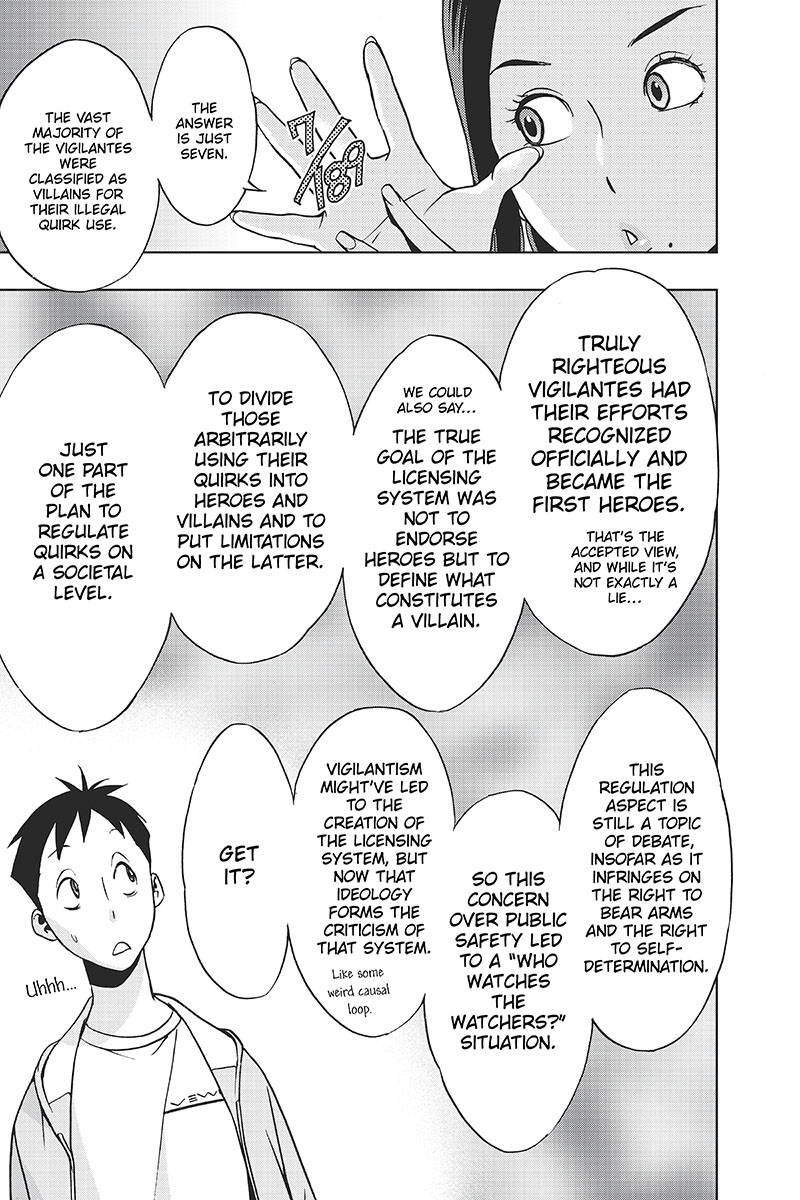 THE
ANSWER
IS JUST
SEVEN.
7/189
THE VAST
MAJORITY OF
THE VIGILANTES
WERE
CLASSIFIED AS
VILLAINS FOR
THEIR ILLEGAL
QUIRK USE.
TRULY
RIGHTEOUS
VIGILANTES HAD
THEIR EFFORTS
RECOGNIZED
OFFICIALLY AND
BECAME THE
FIRST HEROES.
THAT'S THE
ACCEPTED VIEW,
AND WHILE IT'S
NOT EXACTLY A
LIE...
WE COULD
ALSO SAY...
THE TRUE
GOAL OF THE
LICENSING
SYSTEM WAS
NOT TO
ENDORSE
HEROES BUT TO
DEFINE WHAT
CONSTITUTES
A VILLAIN.
TO DIVIDE
THOSE
ARBITRARILY
USING THEIR
QUIRKS INTO
HEROES AND
VILLAINS AND TO
PUT LIMITATIONS
ON THE LATTER.
JUST
ONE PART
OF THE
PLAN TO
REGULATE
QUIRKS ON
A SOCIETAL
LEVEL.
THIS
REGULATION
ASPECT IS
STILL A TOPIC
OF DEBATE,
INSOFAR AS IT
INFRINGES ON
THE RIGHT TO
BEAR ARMS
AND THE RIGHT
TO SELF-
DETERMINATION.
SO THIS
CONCERN
OVER PUBLIC
SAFETY LED
TO A "WHO
WATCHES
THE
WATCHERS?"
SITUATION.
VIGILANTISM
MIGHT'VE LED
TO THE
CREATION OF
THE LICENSING
SYSTEM, BUT
NOW THAT
IDEOLOGY
FORMS THE
CRITICISM OF
THAT SYSTEM.
Like some
weird causal
loop.
GET
IT?
Uhhh...
VEW